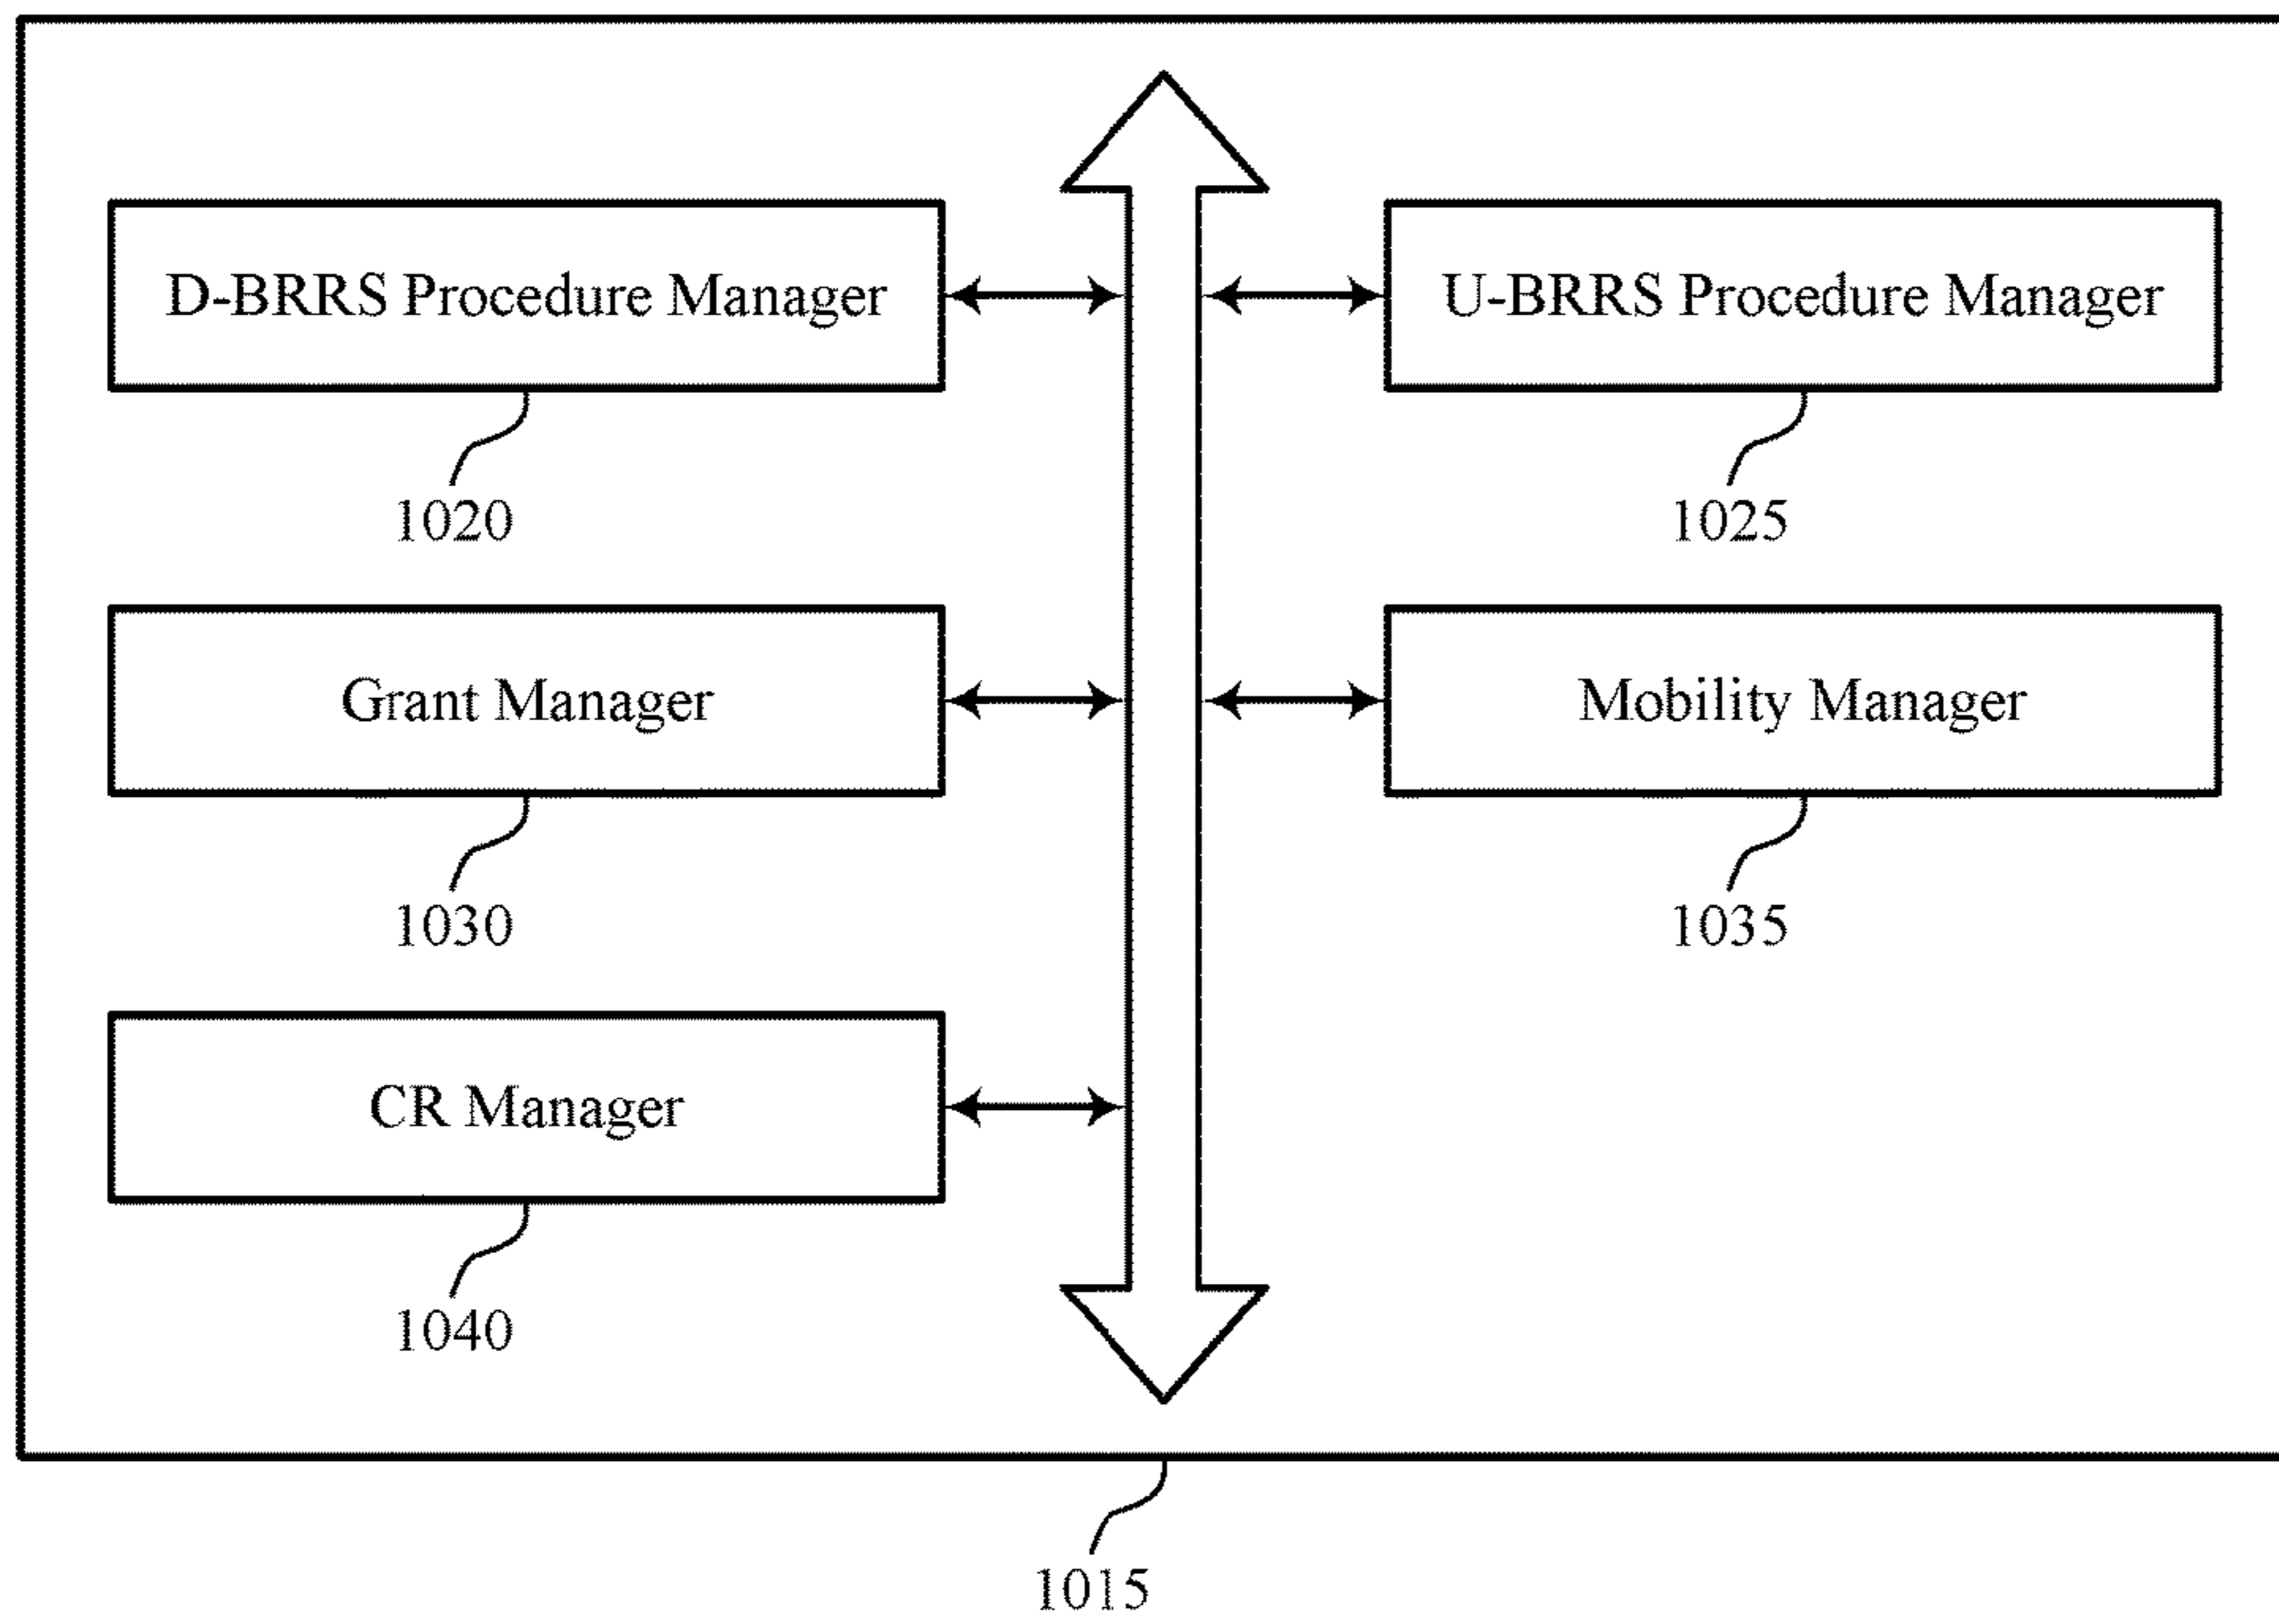 D-BRRS Procedure Manager
U-BRRS Procedure Manager
1020
1025
Grant Manager
Mobility Manager
1030
1035
CR Manager
1040
1015